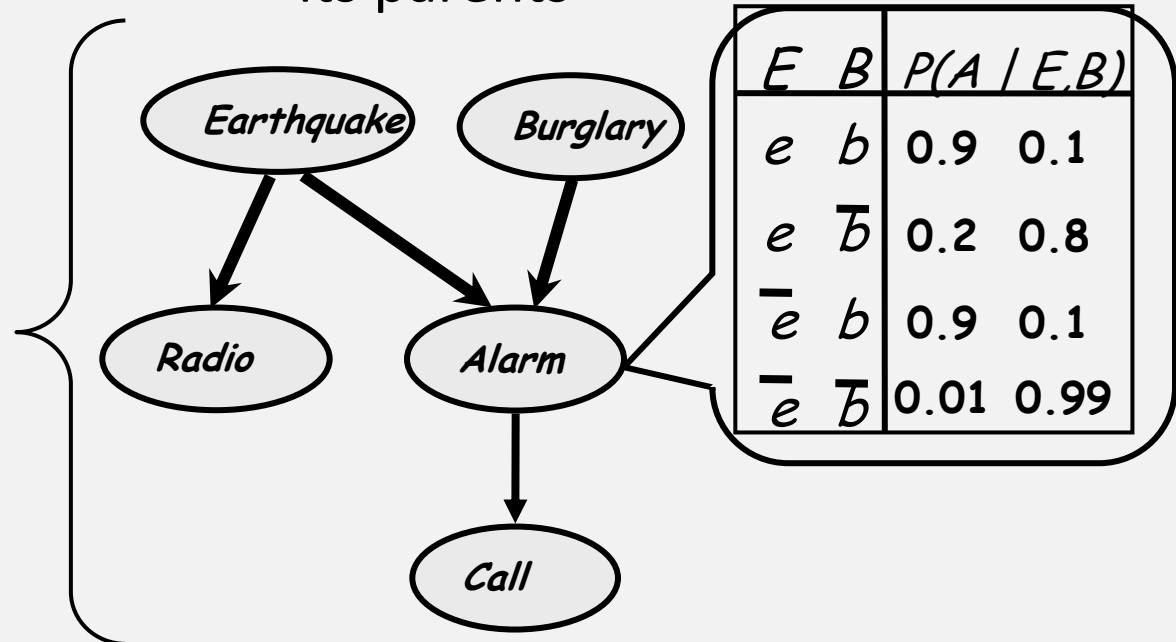 its parents
Earthquake
Burglary
Radio
Alarm
Call
E B P(A | E,B)
e b 0.9 0.1
e b̅ 0.2 0.8
e̅ b 0.9 0.1
e̅ b̅ 0.01 0.99